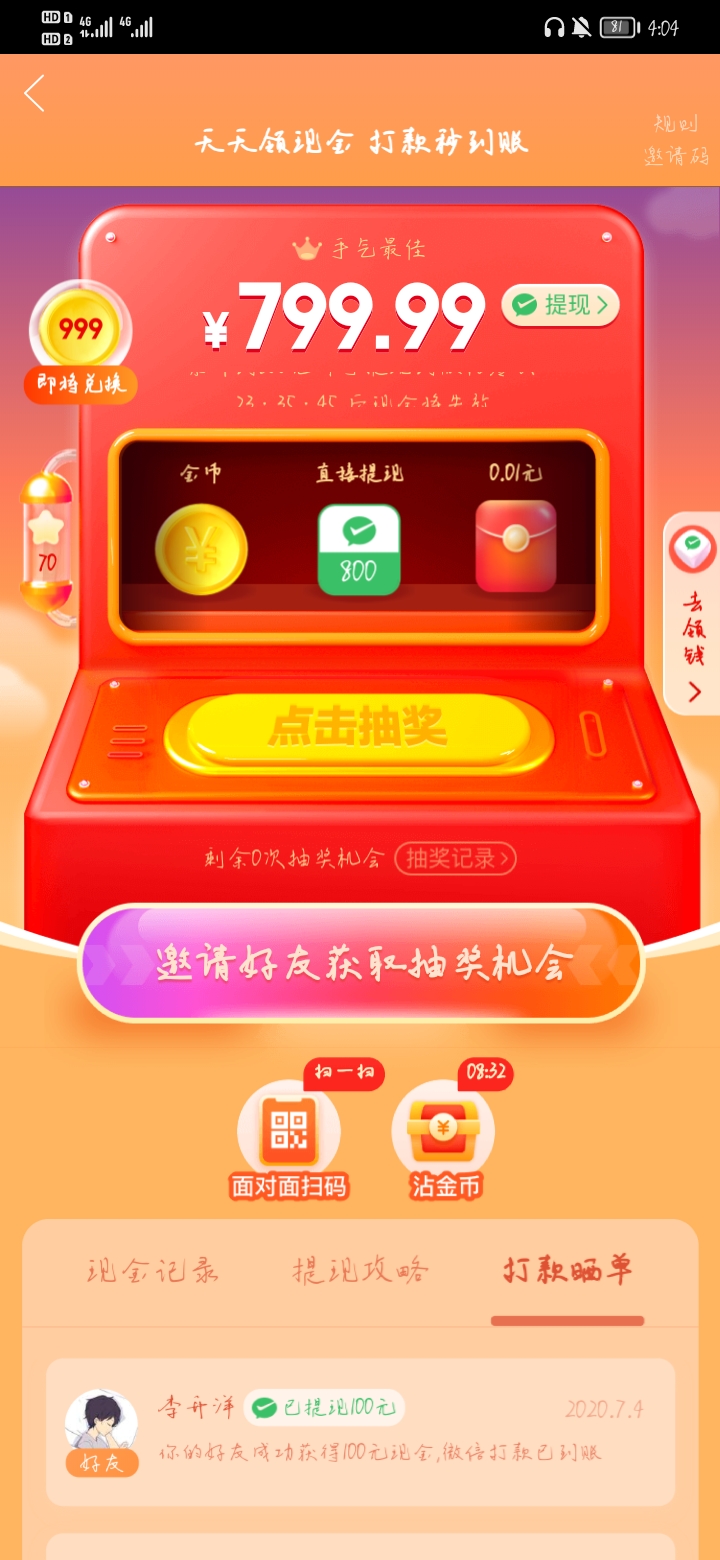 HD 1 4G 4G
HD 2
81 4:04
天天领现金 打款秒到账
规则
邀请码
手气最佳
¥799.99
提现
999
即将兑换
金币
直接提现
0.01元
800
70
去领钱
点击抽奖
剩余0次抽奖机会
抽奖记录
邀请好友获取抽奖机会
扫一扫
08:32
面对面扫码
沾金币
现金记录
提现攻略
打款晒单
李开洋
已提现100元
2020.7.4
好友
你的好友成功获得100元现金,微信打款已到账